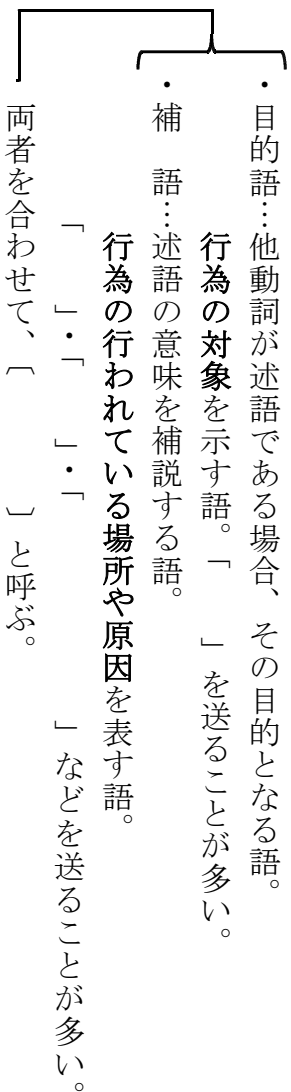 ・目的語…他動詞が述語である場合、その目的となる語。
行為の対象を示す語。「　　」を送ることが多い。
・補　語…述語の意味を補説する語。
行為の行われている場所や原因を表す語。
「　　」・「　　」・「　　　　　　」などを送ることが多い。
両者を合わせて、〔　　　　〕と呼ぶ。